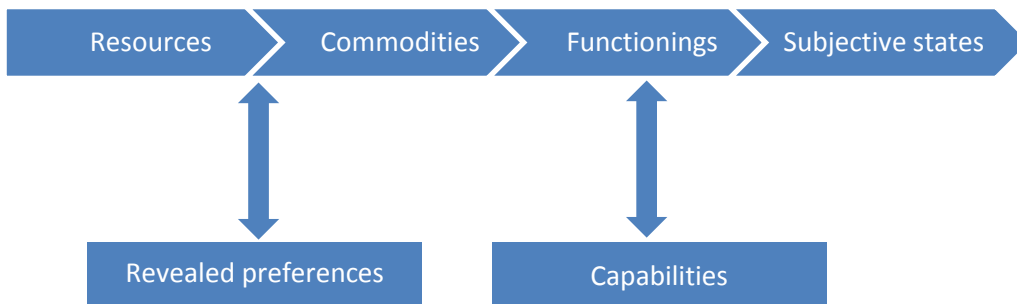 Resources Commodities Functionings Subjective states
Revealed preferences Capabilities